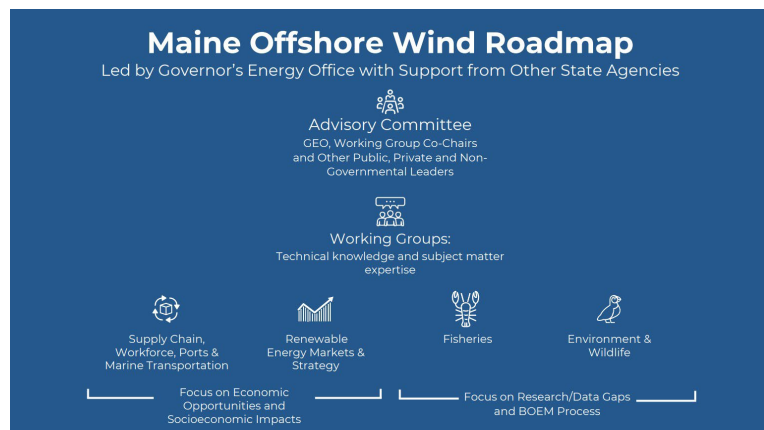 Maine Offshore Wind Roadmap
Led by Governor's Energy Office with Support from Other State Agencies
Advisory Committee
GEO, Working Group Co-Chairs
and Other Public, Private and Non-
Governmental Leaders
Working Groups:
Technical knowledge and subject matter
expertise
Supply Chain,
Workforce, Ports &
Marine Transportation
Renewable
Energy Markets &
Strategy
Fisheries
Environment &
Wildlife
Focus on Economic
Opportunities and
Socioeconomic Impacts
Focus on Research/Data Gaps
and BOEM Process